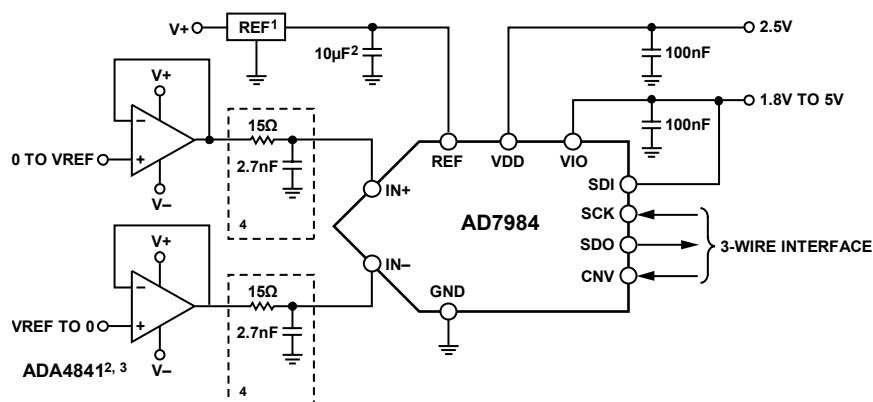 V+
REF1
10µF2
100nF
2.5V
100nF
1.8V TO 5V
V+
–
+
V–
0 TO VREF
15Ω
2.7nF
4
REF
VDD
VIO
IN+
IN–
AD7984
GND
SDI
SCK
SDO
CNV
3-WIRE INTERFACE
V+
–
+
V–
VREF TO 0
ADA48412, 3
15Ω
2.7nF
4